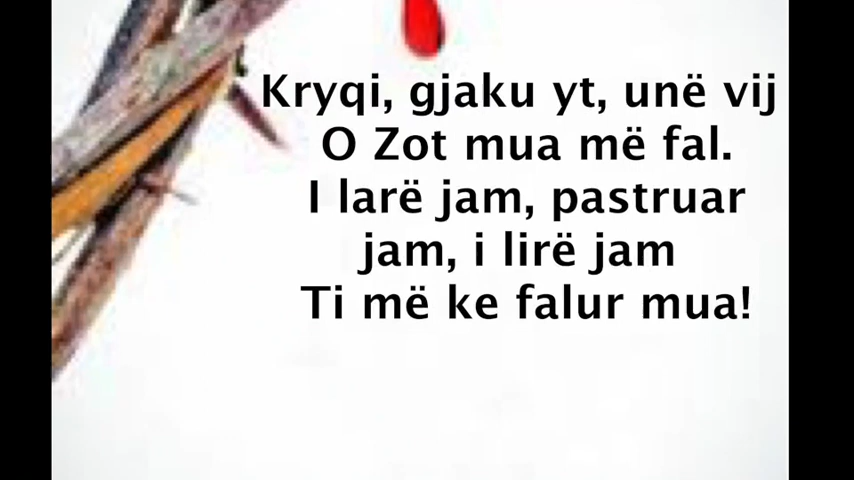 Kryqi, gjaku yt, unë vij
O Zot mua më fal.
I larë jam, pastruar
jam, i lirë jam
Ti më ke falur mua!